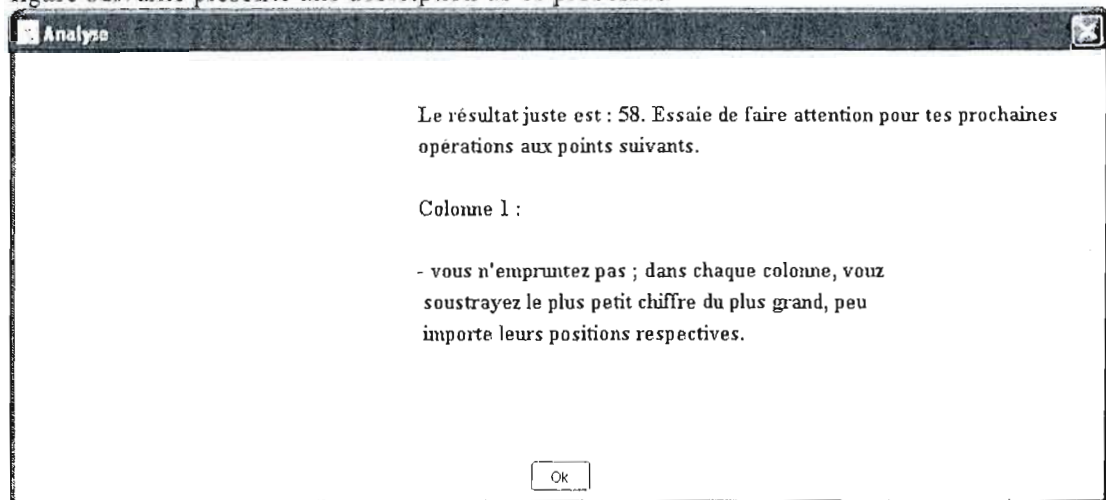 Analyse
Le résultat juste est : 58. Essaie de faire attention pour tes prochaines
opérations aux points suivants.
Colonne 1 :
- vous n'empruntez pas ; dans chaque colonne, vouz
soustrayez le plus petit chiffre du plus grand, peu
importe leurs positions respectives.
Ok